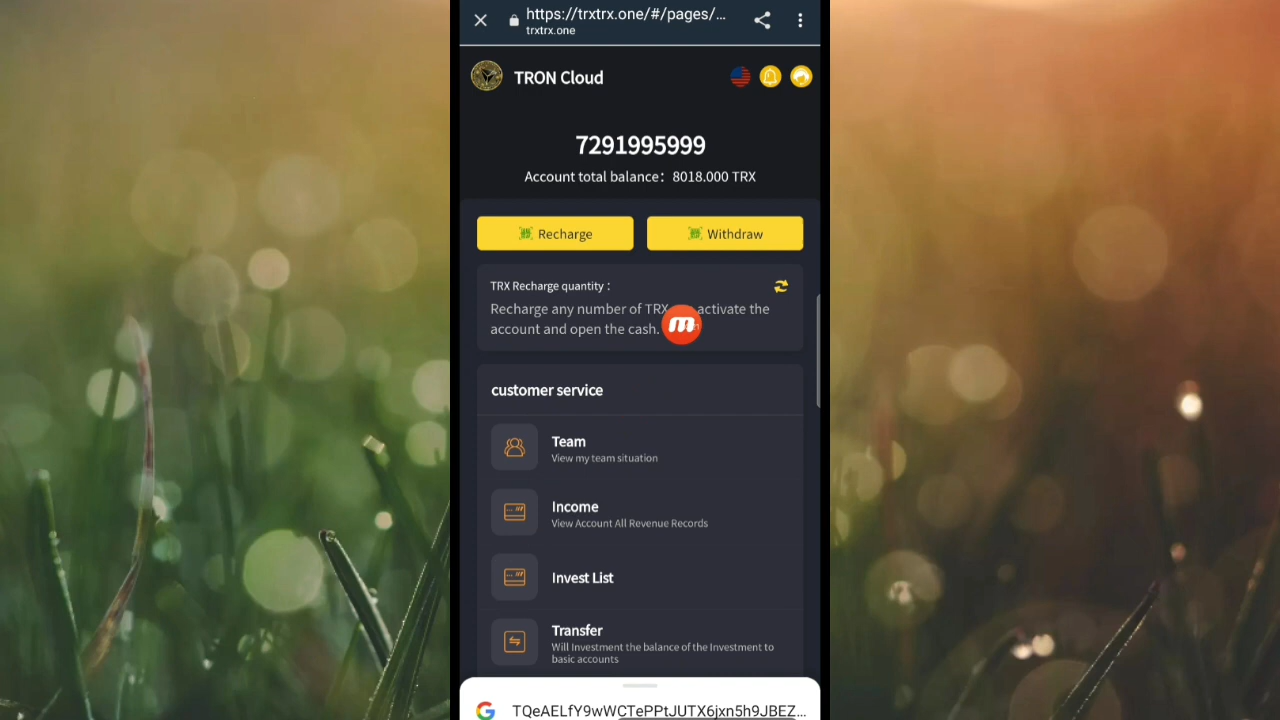 https://trxtrx.one/#/pages/...
trxtrx.one
TRON Cloud
7291995999
Account total balance: 8018.000 TRX
Recharge
Withdraw
TRX Recharge quantity :
Recharge any number of TRX activate the
account and open the cash.
customer service
Team
View my team situation
Income
View Account All Revenue Records
Invest List
Transfer
Will Investment the balance of the Investment to
basic accounts
TQeAELfY9wWCTePPtJUTX6jxn5h9JBEZ...